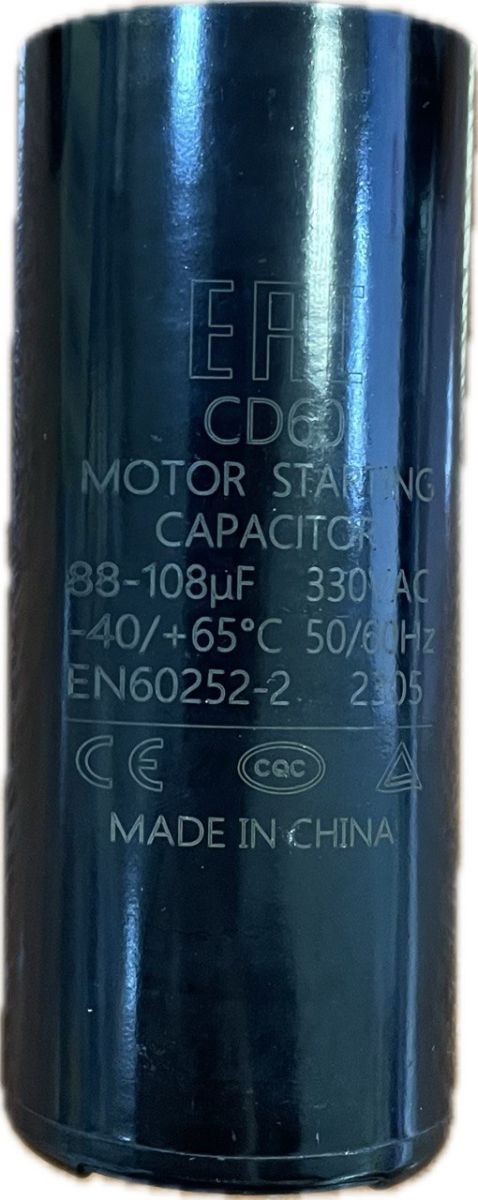 EAC
CD60
MOTOR STARTING
CAPACITOR
88-108μF 330VAC
-40/+65°C 50/60Hz
EN60252-2 2305
CE CQC
MADE IN CHINA